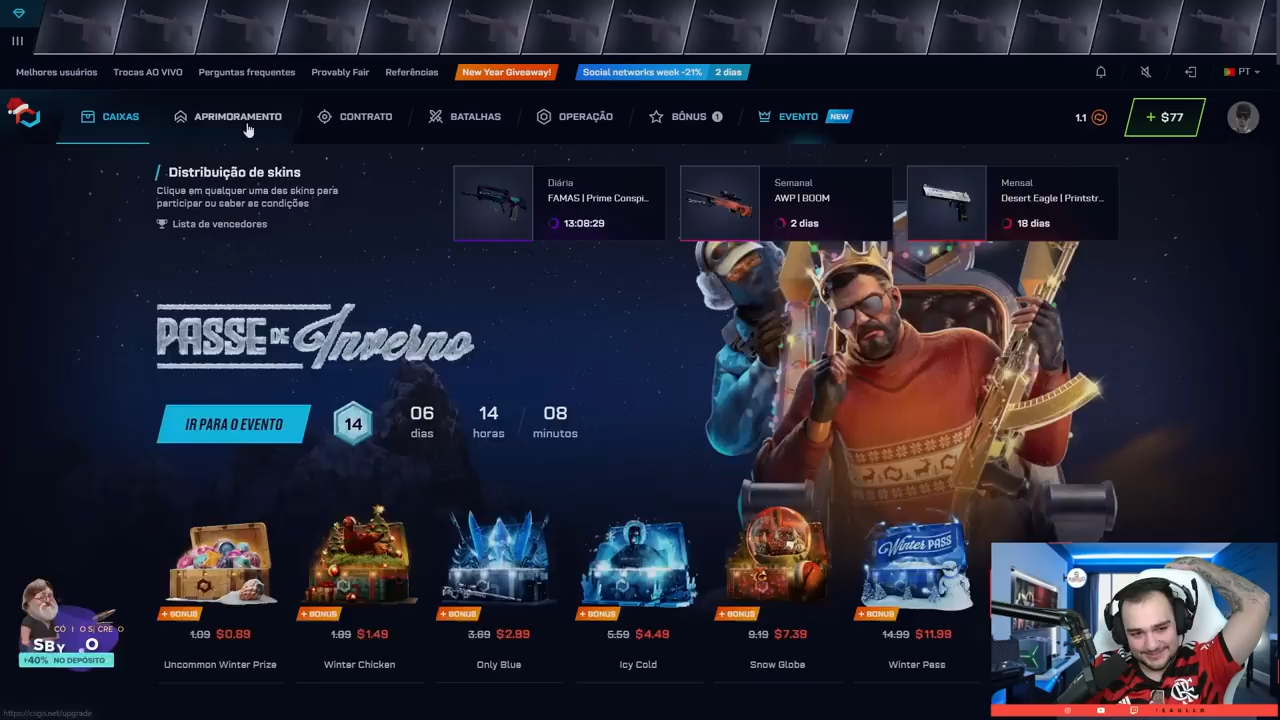 Melhores usuários Trocas AO VIVO Perguntas frequentes Provably Fair Referências New Year Giveaway! Social networks week -21% 2 dias PT
CAIXAS APRIMORAMENTO CONTRATO BATALHAS OPERAÇÃO BÔNUS 1 EVENTO NEW 1.1 + $77
Distribuição de skins
Clique em qualquer uma das skins para
participar ou saber as condições
Lista de vencedores
Diária
FAMAS | Prime Conspi..
13:08:29
Semanal
AWP | BOOM
2 dias
Mensal
Desert Eagle | Printstr..
18 dias
PASSE DE Inverno
IR PARA O EVENTO
14
06 14 08
dias horas minutos
Winter PASS
+ BONUS + BONUS + BONUS + BONUS + BONUS + BONUS
1.09 $0.89 1.99 $1.49 3.69 $2.99 5.59 $4.49 9.19 $7.39 14.99 $11.99
Uncommon Winter Prize Winter Chicken Only Blue Icy Cold Snow Globe Winter Pass
+40% NO DEPÓSITO
https://csgo.net/upgrade